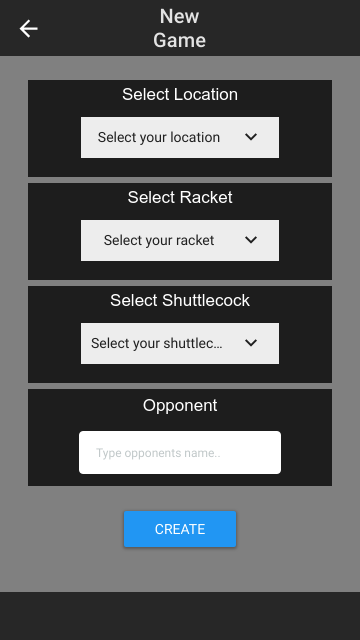 New
Game
Select Location
Select your location
Select Racket
Select your racket
Select Shuttlecock
Select your shuttlec...
Opponent
Type opponents name..
CREATE